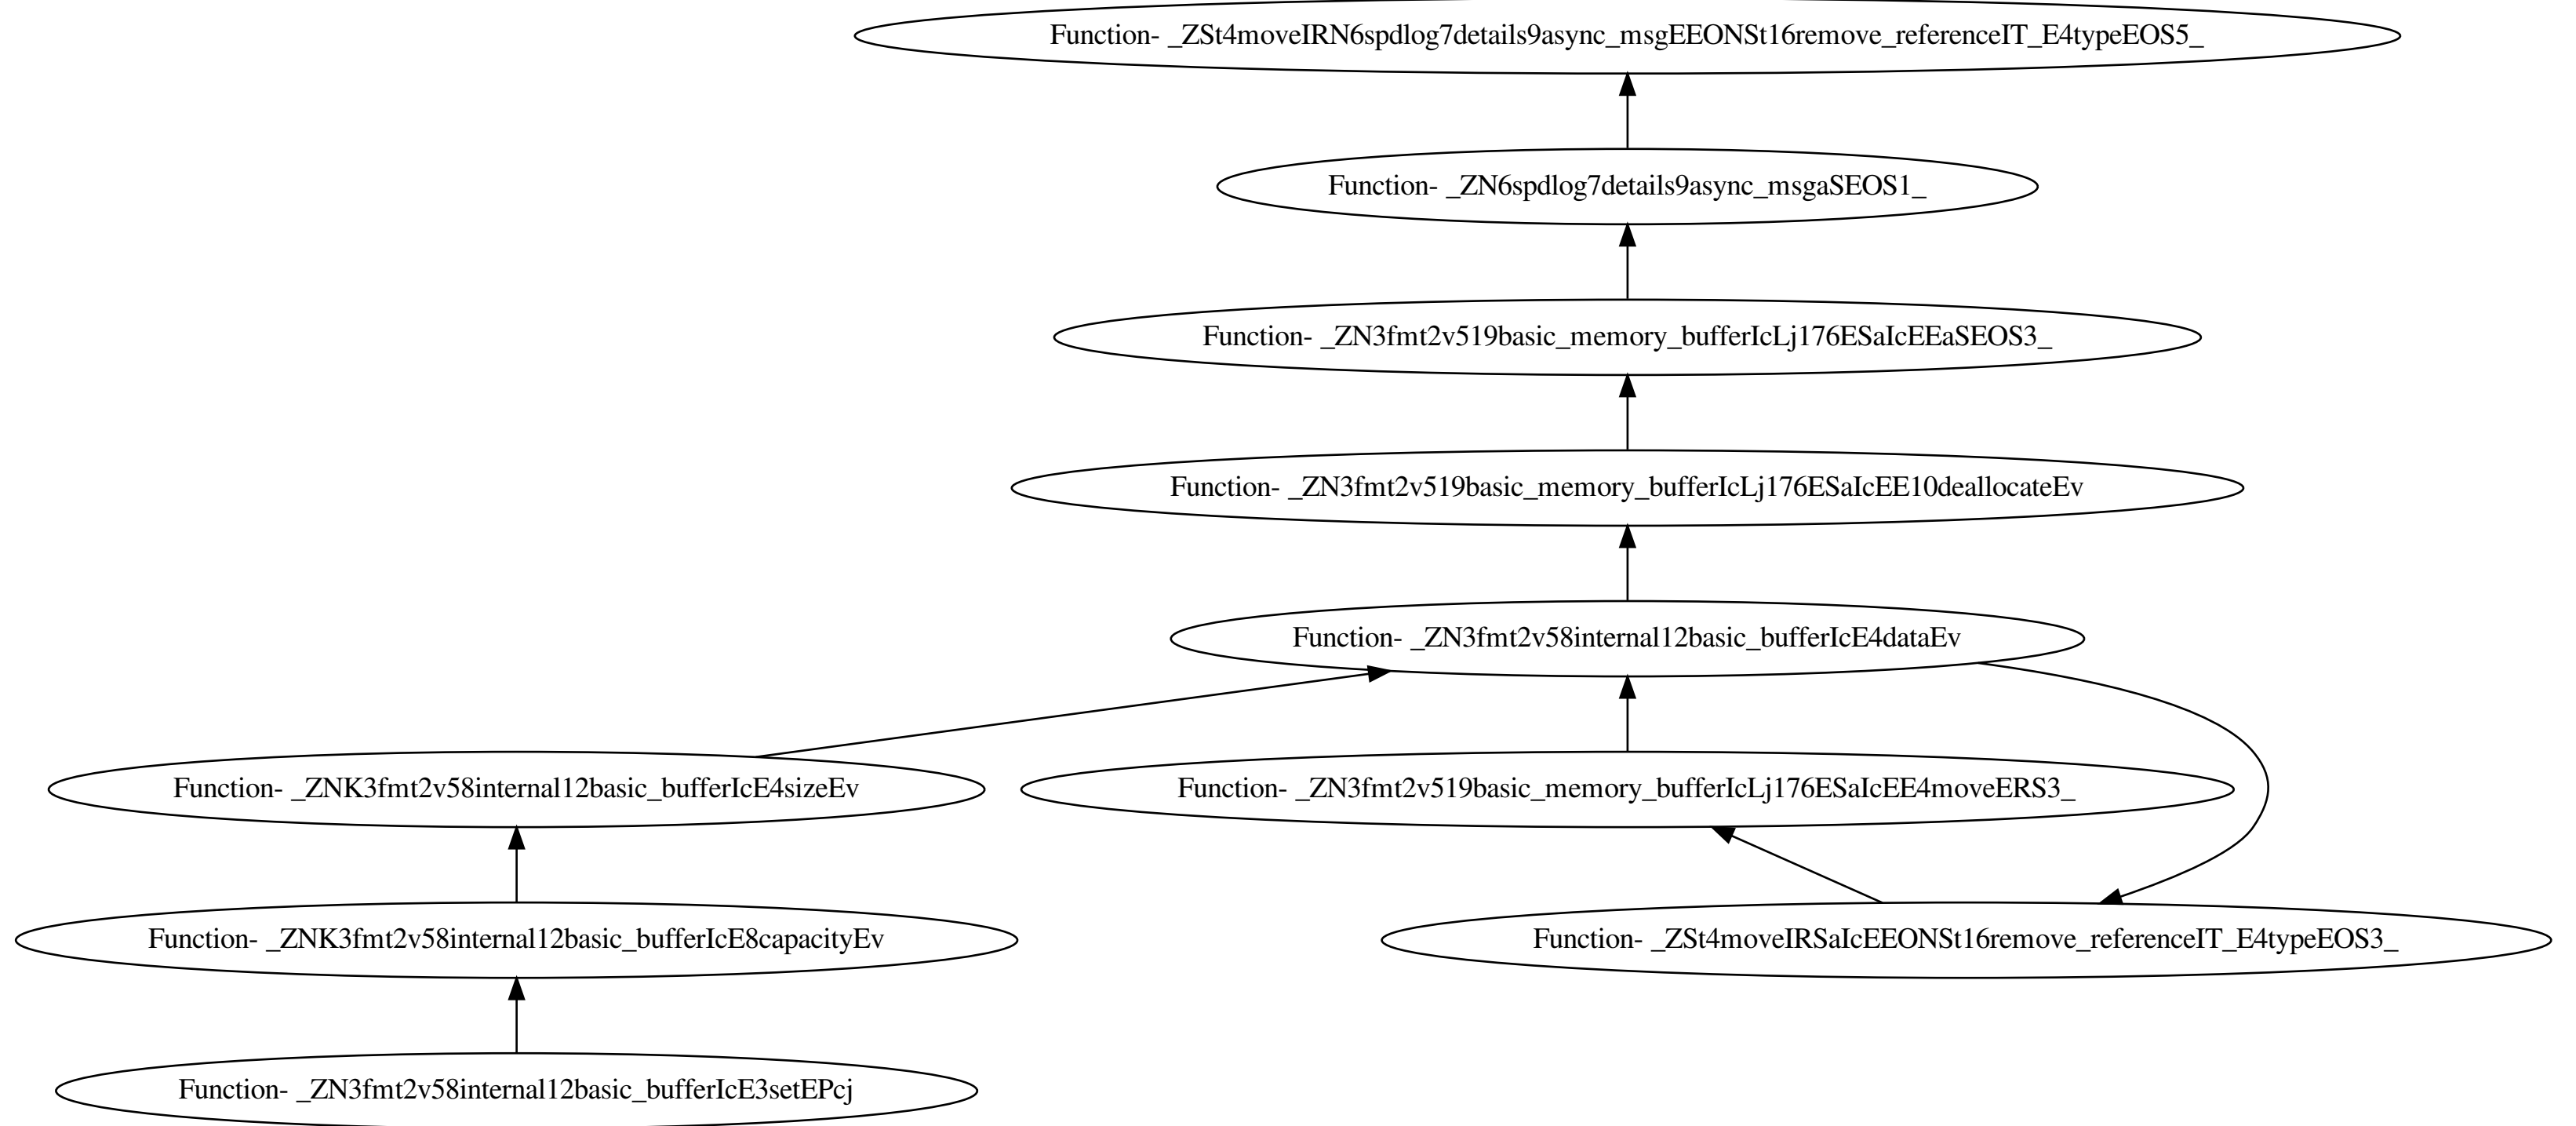 Function- _ZSt4moveIRN6spdlog7details9async_msgEEONSt16remove_referenceIT_E4typeEOS5_
Function- _ZN6spdlog7details9async_msgaSEOS1_
Function- _ZN3fmt2v519basic_memory_bufferIcLj176ESaIcEEaSEOS3_
Function- _ZN3fmt2v519basic_memory_bufferIcLj176ESaIcEE10deallocateEv
Function- _ZN3fmt2v58internal12basic_bufferIcE4dataEv
Function- _ZNK3fmt2v58internal12basic_bufferIcE4sizeEv
Function- _ZN3fmt2v519basic_memory_bufferIcLj176ESaIcEE4moveERS3_
Function- _ZNK3fmt2v58internal12basic_bufferIcE8capacityEv
Function- _ZSt4moveIRSaIcEEONSt16remove_referenceIT_E4typeEOS3_
Function- _ZN3fmt2v58internal12basic_bufferIcE3setEPcj